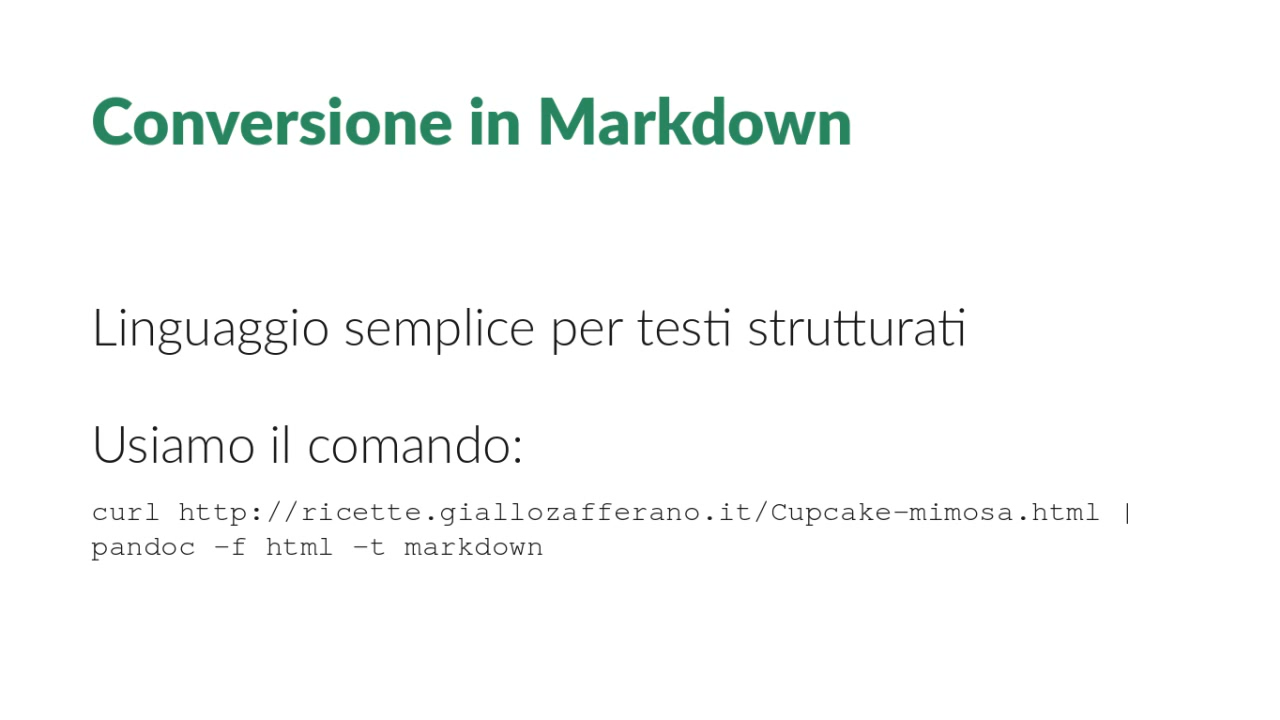 Conversione in Markdown
Linguaggio semplice per testi strutturati
Usiamo il comando:
curl http://ricette.giallozafferano.it/Cupcake-mimosa.html |
pandoc -f html -t markdown